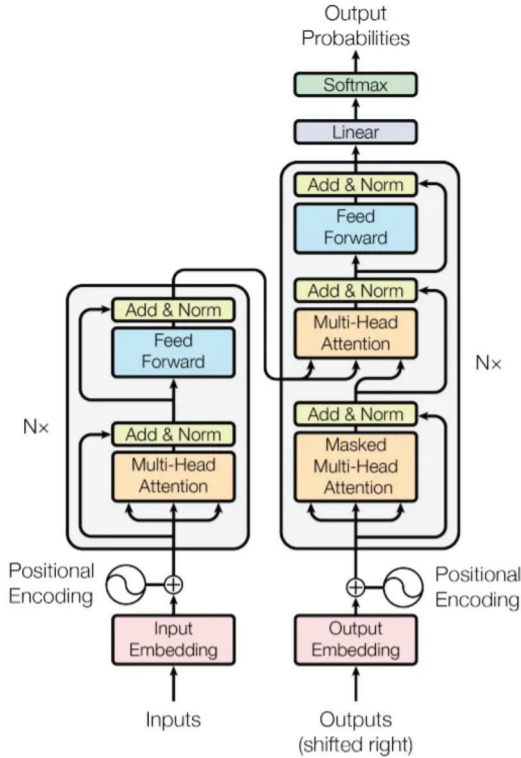 Output
Probabilities
Softmax
Linear
Add & Norm
Feed
Forward
Add & Norm
Multi-Head
Attention
Add & Norm
Masked
Multi-Head
Attention
N×
Add & Norm
Feed
Forward
Add & Norm
Multi-Head
Attention
N×
Positional
Encoding
Positional
Encoding
Input
Embedding
Output
Embedding
Inputs
Outputs
(shifted right)